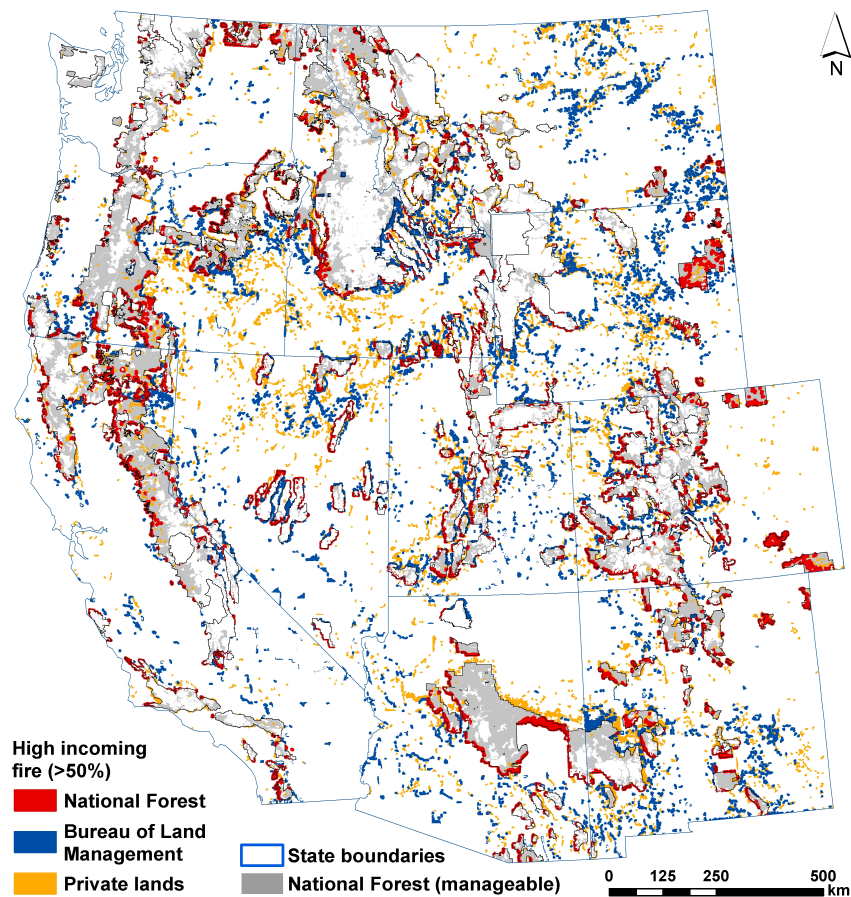 N
High incoming
fire (>50%)
National Forest
Bureau of Land
Management
Private lands
State boundaries
National Forest (manageable)
0 125 250 500
km